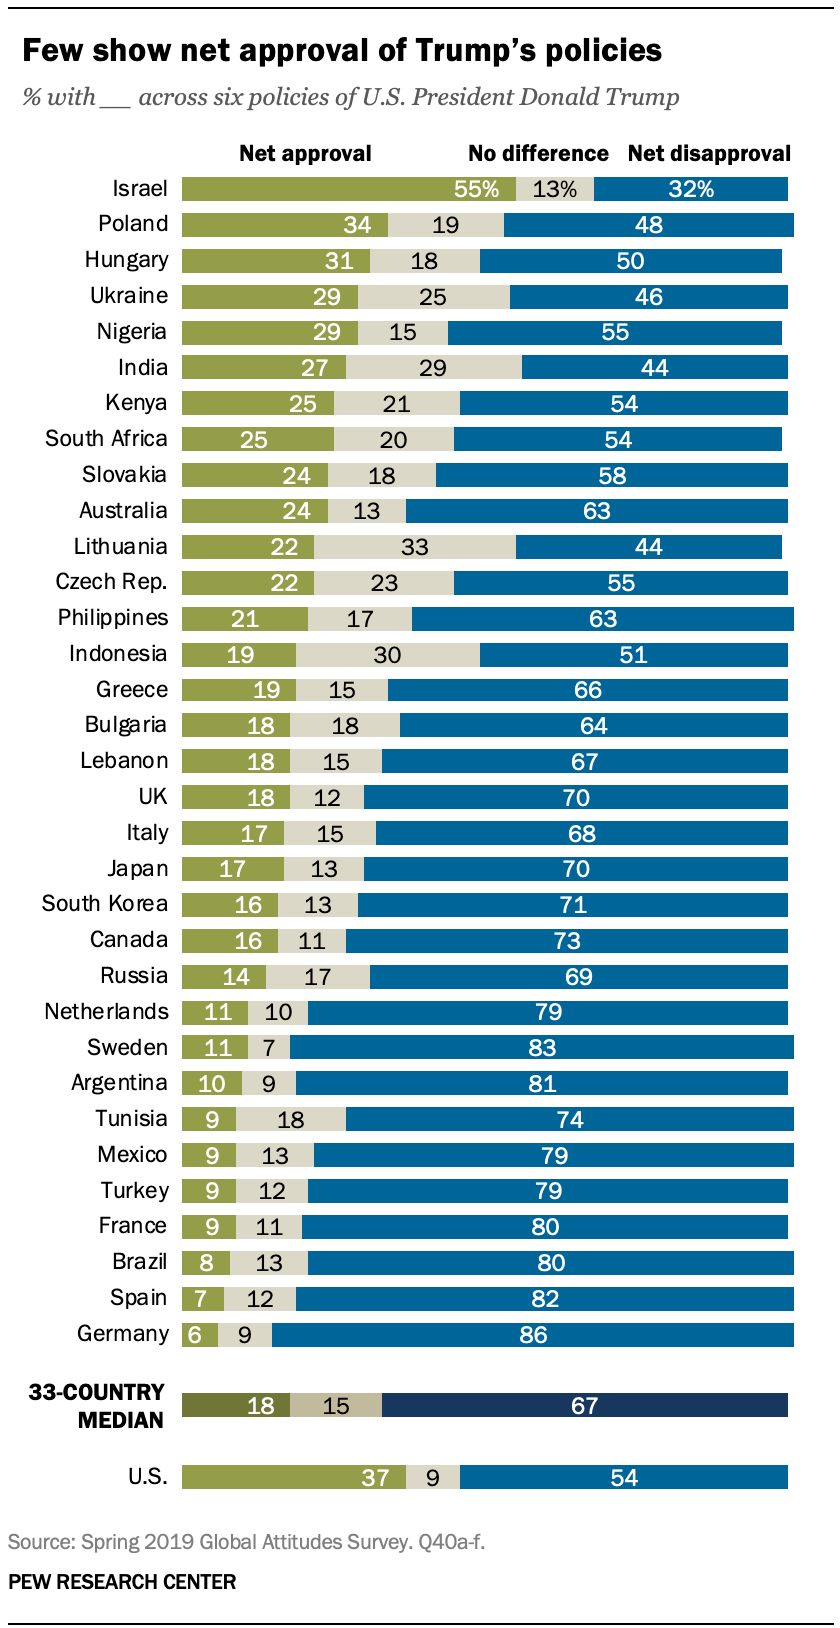 Few show net approval of Trump's policies
% with __ across six policies of U.S. President Donald Trump
Net approval No difference Net disapproval
Israel 55% 13% 32%
Poland 34 19 48
Hungary 31 18 50
Ukraine 29 25 46
Nigeria 29 15 55
India 27 29 44
Kenya 25 21 54
South Africa 25 20 54
Slovakia 24 18 58
Australia 24 13 63
Lithuania 22 33 44
Czech Rep. 22 23 55
Philippines 21 17 63
Indonesia 19 30 51
Greece 19 15 66
Bulgaria 18 18 64
Lebanon 18 15 67
UK 18 12 70
Italy 17 15 68
Japan 17 13 70
South Korea 16 13 71
Canada 16 11 73
Russia 14 17 69
Netherlands 11 10 79
Sweden 11 7 83
Argentina 10 9 81
Tunisia 9 18 74
Mexico 9 13 79
Turkey 9 12 79
France 9 11 80
Brazil 8 13 80
Spain 7 12 82
Germany 6 9 86
33-COUNTRY
MEDIAN 18 15 67
U.S. 37 9 54
Source: Spring 2019 Global Attitudes Survey. Q40a-f.
PEW RESEARCH CENTER